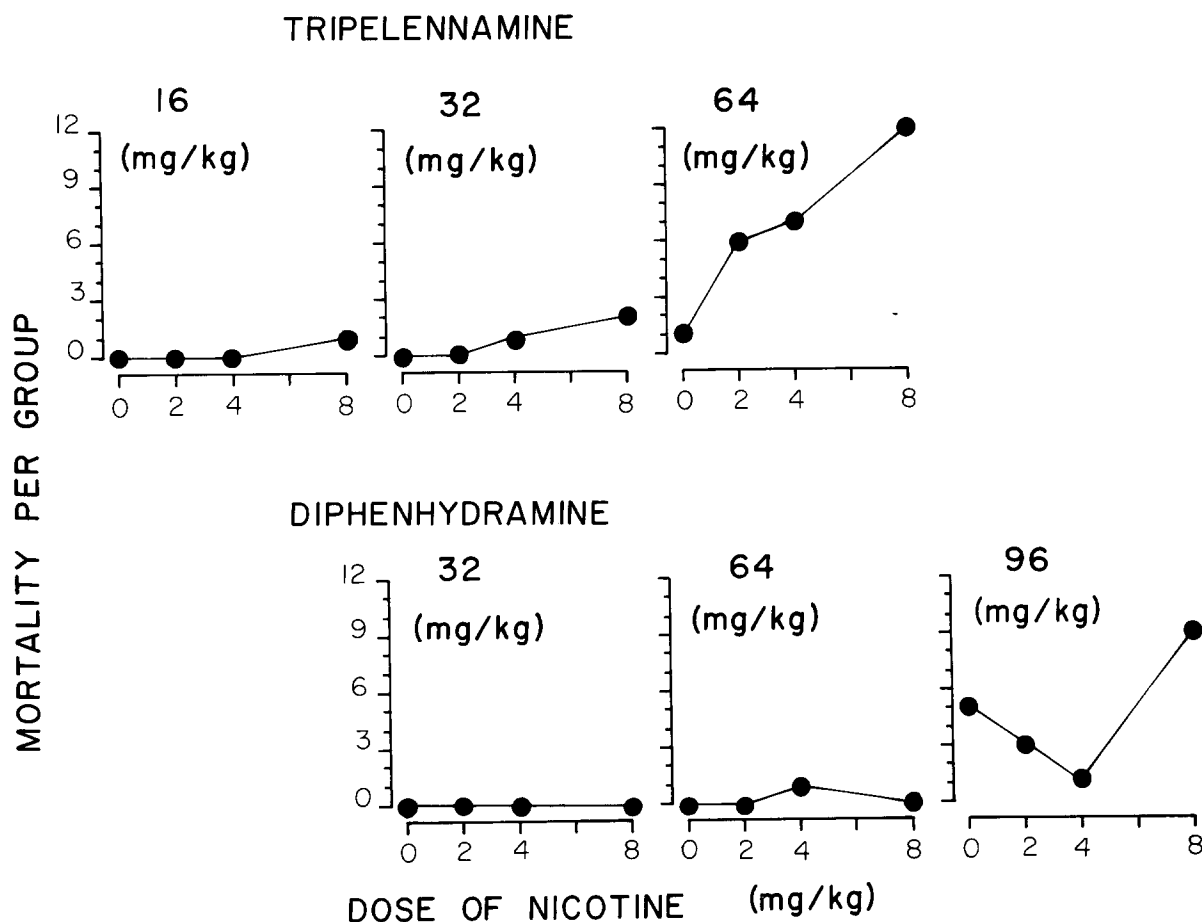 TRIPELENNAMINE
16 32 64
(mg/kg) (mg/kg) (mg/kg)
12
9
6
3
0
0 2 4 8 0 2 4 8 0 2 4 8
MORTALITY PER GROUP
DIPHENHYDRAMINE
32 64 96
(mg/kg) (mg/kg) (mg/kg)
12
9
6
3
0
0 2 4 8 0 2 4 8 0 2 4 8
DOSE OF NICOTINE (mg/kg)